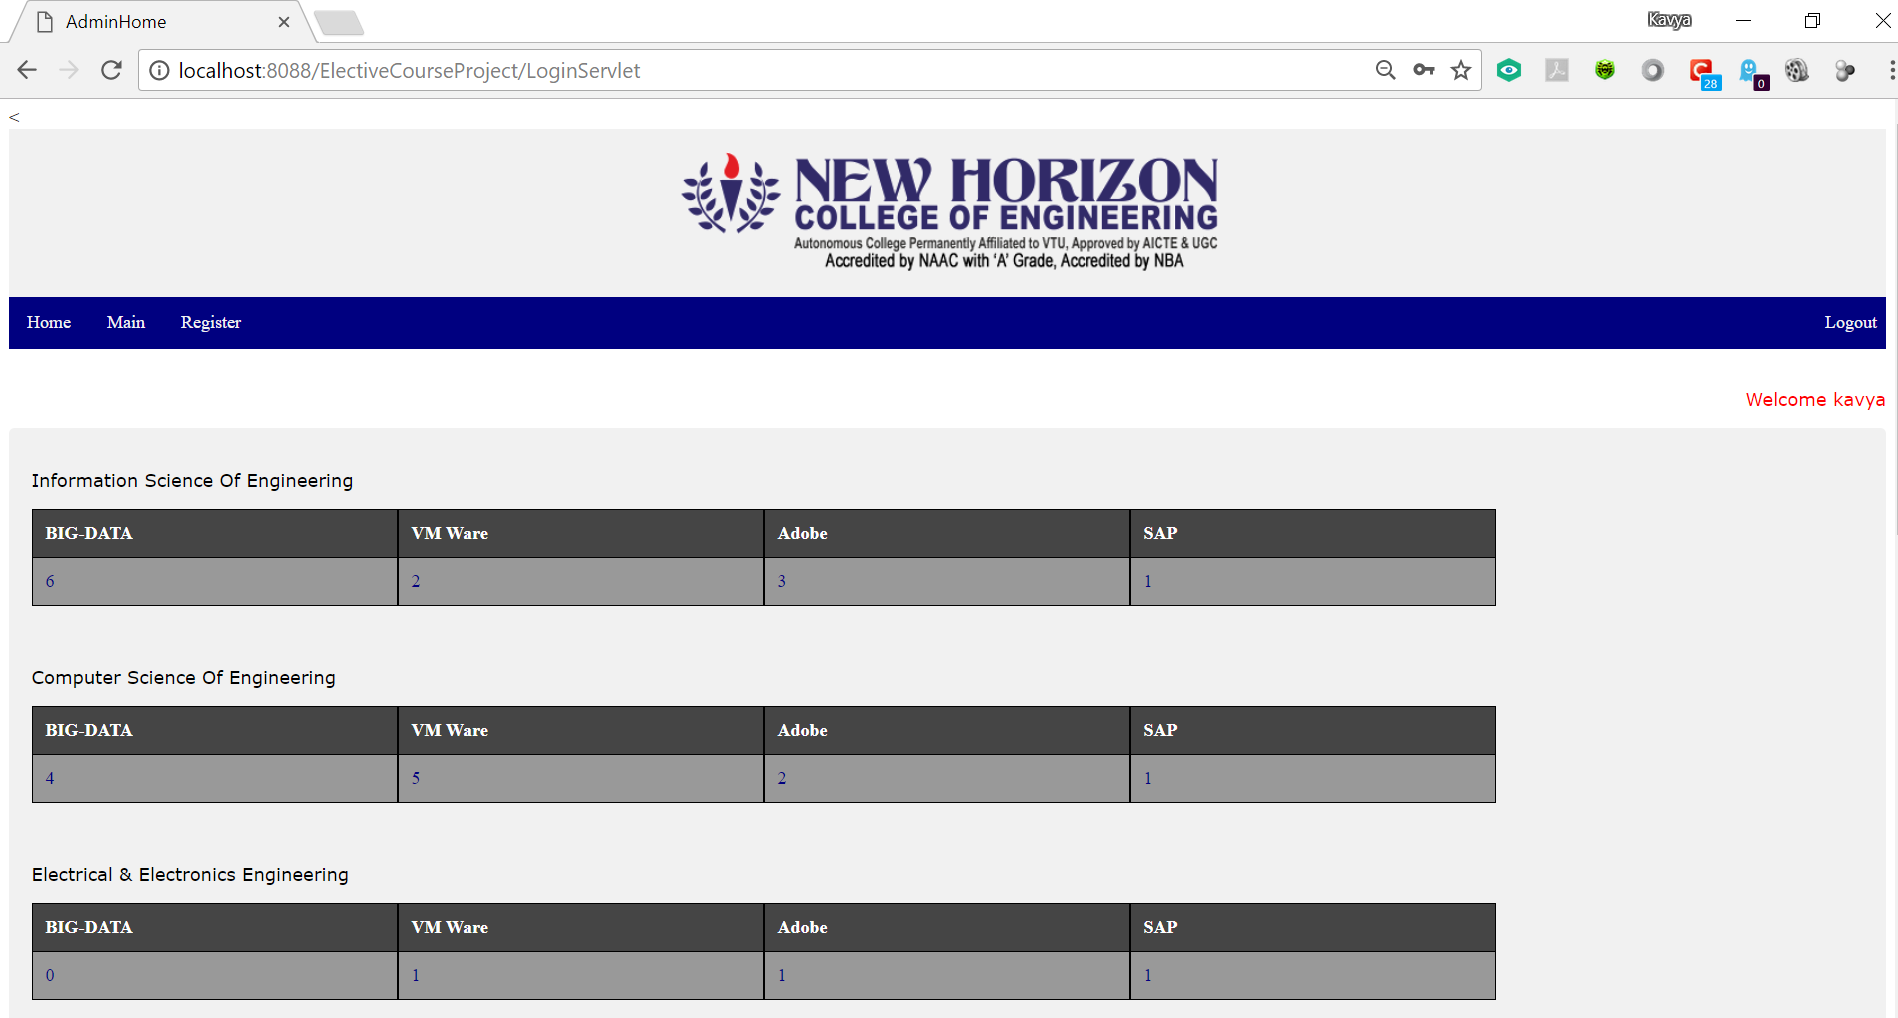 AdminHome
Kavya
localhost:8088/ElectiveCourseProject/LoginServlet
28
0
<
NEW HORIZON
COLLEGE OF ENGINEERING
Autonomous College Permanently Affiliated to VTU, Approved by AICTE & UGC
Accredited by NAAC with 'A' Grade, Accredited by NBA
Home Main Register Logout
Welcome kavya
Information Science Of Engineering
BIG-DATA VM Ware Adobe SAP
6 2 3 1
Computer Science Of Engineering
BIG-DATA VM Ware Adobe SAP
4 5 2 1
Electrical & Electronics Engineering
BIG-DATA VM Ware Adobe SAP
0 1 1 1